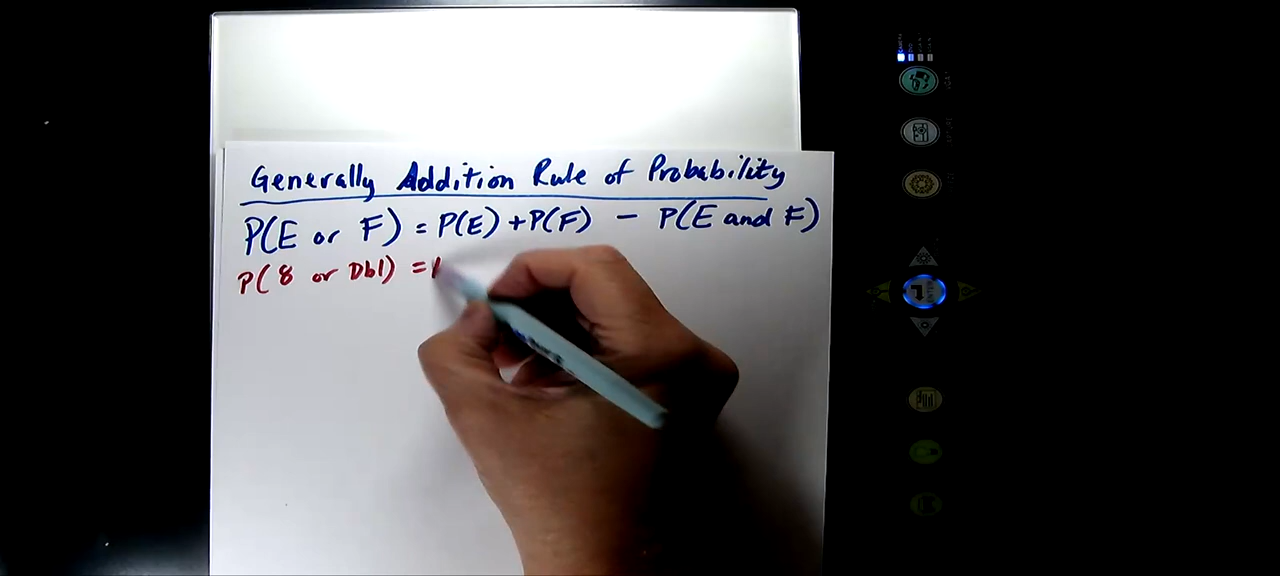 Generally Addition Rule of Probability
P(E or F) = P(E) + P(F) - P(E and F)
P(8 or Dbl) =